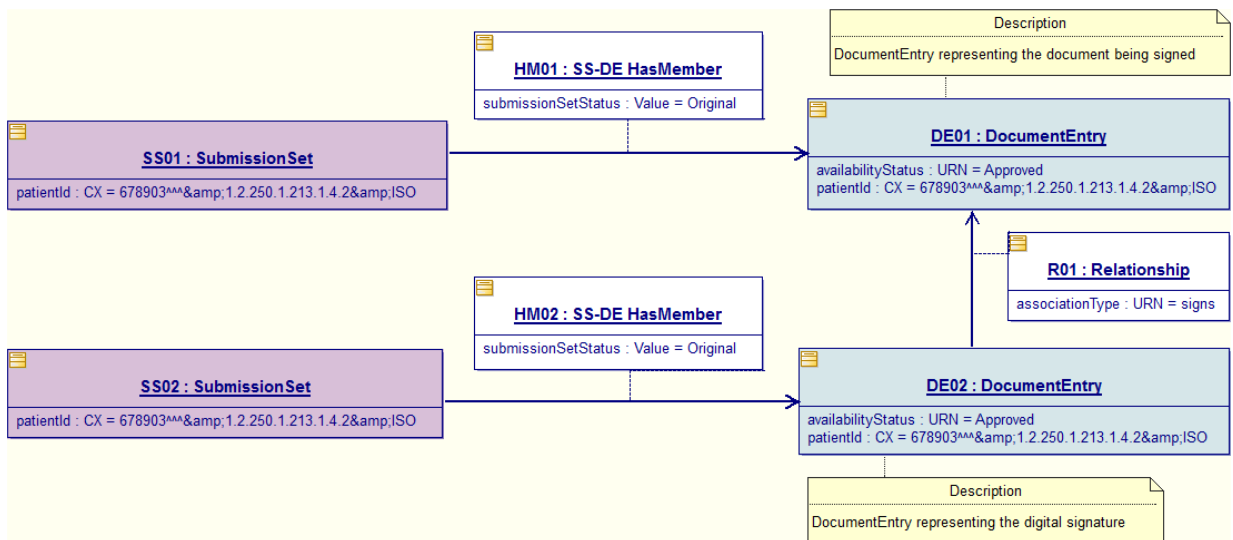 Description
DocumentEntry representing the document being signed
HM01 : SS-DE HasMember
submissionSetStatus : Value = Original
SS01 : SubmissionSet
patientId : CX = 678903^^^&amp;1.2.250.1.213.1.4.2&amp;ISO
DE01 : DocumentEntry
availabilityStatus : URN = Approved
patientId : CX = 678903^^^&amp;1.2.250.1.213.1.4.2&amp;ISO
R01 : Relationship
associationType : URN = signs
HM02 : SS-DE HasMember
submissionSetStatus : Value = Original
SS02 : SubmissionSet
patientId : CX = 678903^^^&amp;1.2.250.1.213.1.4.2&amp;ISO
DE02 : DocumentEntry
availabilityStatus : URN = Approved
patientId : CX = 678903^^^&amp;1.2.250.1.213.1.4.2&amp;ISO
Description
DocumentEntry representing the digital signature